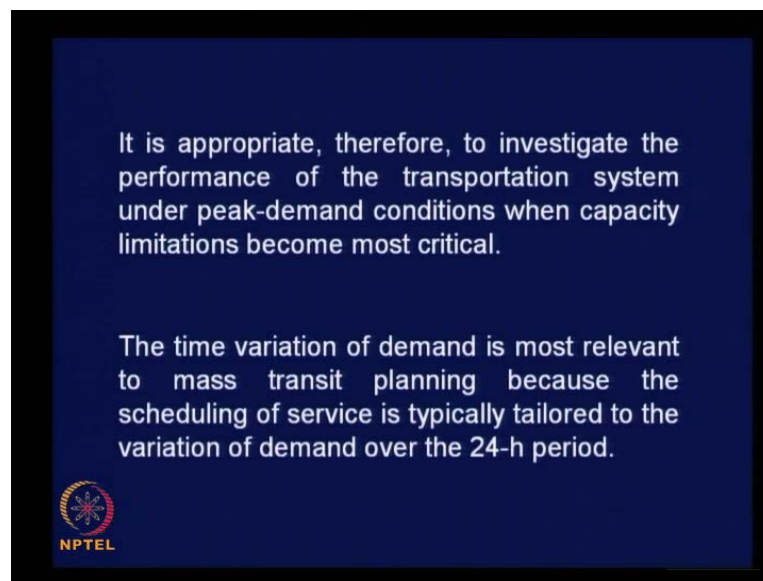 It is appropriate, therefore, to investigate the
performance of the transportation system
under peak-demand conditions when capacity
limitations become most critical.
The time variation of demand is most relevant
to mass transit planning because the
scheduling of service is typically tailored to the
variation of demand over the 24-h period.
NPTEL